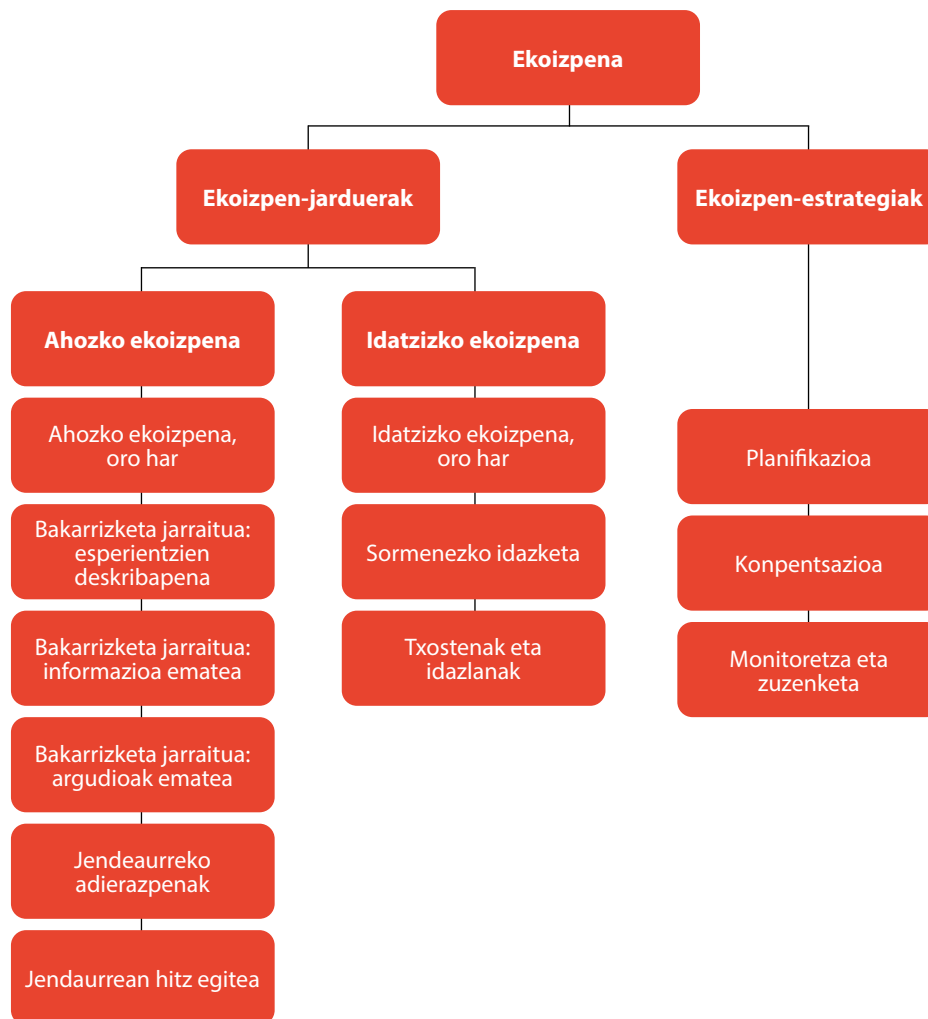 Ekoizpena
Ekoizpen-jarduerak
Ekoizpen-estrategiak
Ahozko ekoizpena
Idatzizko ekoizpena
Ahozko ekoizpena,
oro har
Idatzizko ekoizpena,
oro har
Planifikazioa
Bakarrizketa jarraitua:
esperientzien
deskribapena
Sormenezko idazketa
Konpentsazioa
Bakarrizketa jarraitua:
informazioa ematea
Txostenak eta
idazlanak
Monitoretza eta
zuzenketa
Bakarrizketa jarraitua:
argudioak ematea
Jendeaurreko
adierazpenak
Jendaurrean hitz egitea